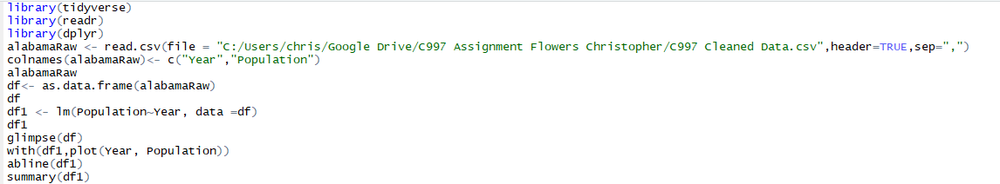 library(tidyverse)
library(readr)
library(dplyr)
alabamaRaw <- read.csv(file = "C:/Users/chris/Google Drive/C997 Assignment Flowers Christopher/C997 Cleaned Data.csv",header=TRUE,sep=",")
colnames(alabamaRaw)<- c("Year","Population")
alabamaRaw
df<- as.data.frame(alabamaRaw)
df
df1 <- lm(Population~Year, data =df)
df1
glimpse(df)
with(df1,plot(Year, Population))
abline(df1)
summary(df1)